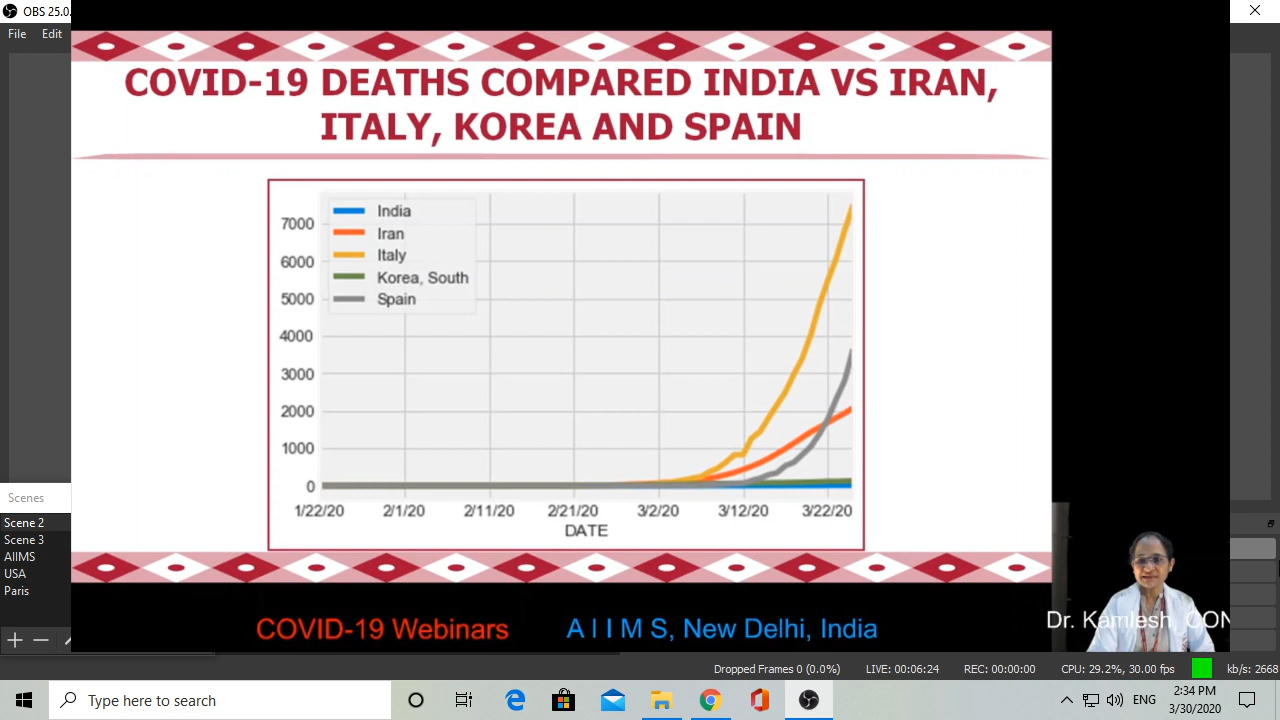 OBS 25.0.
File Edit
COVID-19 DEATHS COMPARED INDIA VS IRAN,
ITALY, KOREA AND SPAIN
India
Iran
Italy
Korea, South
Spain
7000
6000
5000
4000
3000
2000
1000
0
1/22/20 2/1/20 2/11/20 2/21/20 3/2/20 3/12/20 3/22/20
DATE
Scenes
Scene 2
Scene 3
AIIMS
USA
Paris
COVID-19 Webinars A I I M S, New Delhi, India
Dr. Kamlesh, CON
Dropped Frames 0 (0.0%) LIVE: 00:06:24 REC: 00:00:00 CPU: 29.2%, 30.00 fps kb/s: 2668
Type here to search
ENG
2:34 PM
3/30/2020